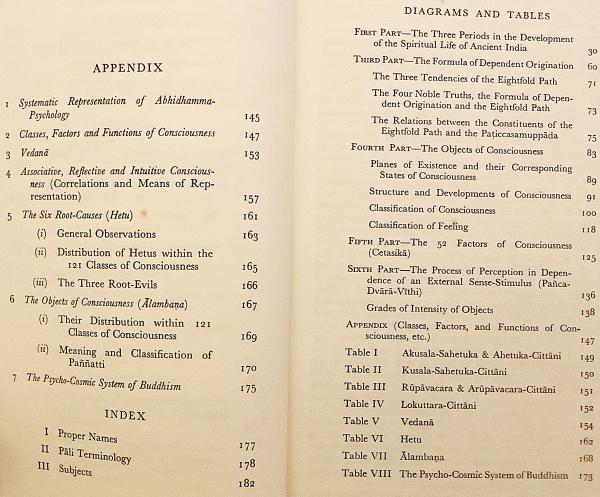 APPENDIX
1 Systematic Representation of Abhidhamma-
Psychology 145
2 Classes, Factors and Functions of Consciousness 147
3 Vedanā 153
4 Associative, Reflective and Intuitive Conscious-
ness (Correlations and Means of Rep-
resentation) 157
5 The Six Root-Causes (Hetu) 161
(i) General Observations 163
(ii) Distribution of Hetus within the
121 Classes of Consciousness 165
(iii) The Three Root-Evils 166
6 The Objects of Consciousness (Ālambaṇa) 167
(i) Their Distribution within 121
Classes of Consciousness 169
(ii) Meaning and Classification of
Paññatti 170
7 The Psycho-Cosmic System of Buddhism 175
INDEX
I Proper Names 177
II Pāli Terminology 178
III Subjects 182
DIAGRAMS AND TABLES
First Part—The Three Periods in the Development
of the Spiritual Life of Ancient India 30
Third Part—The Formula of Dependent Origination 60
The Three Tendencies of the Eightfold Path 71
The Four Noble Truths, the Formula of Depen-
dent Origination and the Eightfold Path 73
The Relations between the Constituents of the
Eightfold Path and the Paṭiccasamuppāda 75
Fourth Part—The Objects of Consciousness 83
Planes of Existence and their Corresponding
States of Consciousness 89
Structure and Developments of Consciousness 91
Classification of Consciousness 100
Classification of Feeling 118
Fifth Part—The 52 Factors of Consciousness
(Cetasikā) 125
Sixth Part—The Process of Perception in Depen-
dence of an External Sense-Stimulus (Pañca-
Dvārā-Vīthi) 136
Grades of Intensity of Objects 138
Appendix (Classes, Factors, and Functions of Con-
sciousness, etc.) 147
Table I Akusala-Sahetuka & Ahetuka-Cittāni 149
Table II Kusala-Sahetuka-Cittāni 150
Table III Rūpāvacara & Arūpāvacara-Cittāni 151
Table IV Lokuttara-Cittāni 152
Table V Vedanā 154
Table VI Hetu 162
Table VII Ālambaṇa 168
Table VIII The Psycho-Cosmic System of Buddhism 173